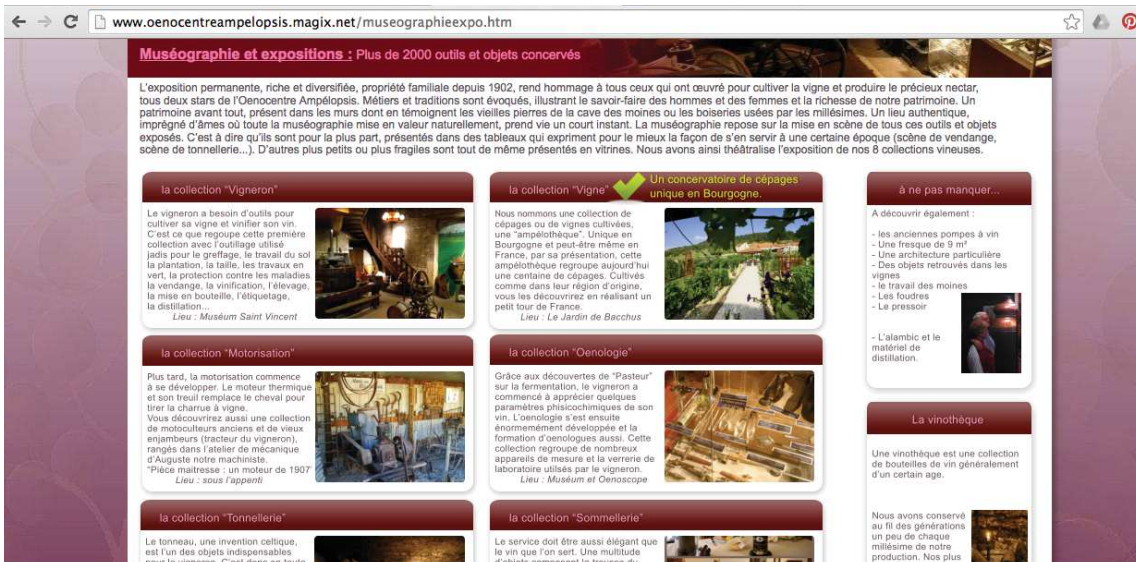 www.oenocentreampelopsis.magix.net/museographieexpo.htm
Muséographie et expositions : Plus de 2000 outils et objets concervés
L'exposition permanente, riche et diversifiée, propriété familiale depuis 1902, rend hommage à tous ceux qui ont œuvré pour cultiver la vigne et produire le précieux nectar,
tous deux stars de l'Oenocentre Ampélopsis. Métiers et traditions sont évoqués, illustrant le savoir-faire des hommes et des femmes et la richesse de notre patrimoine. Un
patrimoine avant tout, présent dans les murs dont en témoignent les vieilles pierres de la cave des moines ou les boiseries usées par les millésimes. Un lieu authentique,
imprégné d'âmes où toute la muséographie mise en valeur naturellement, prend vie un court instant. La muséographie repose sur la mise en scène de tous ces outils et objets
exposés. C'est à dire qu'ils sont pour la plus part, présentés dans des tableaux qui expriment pour le mieux la façon de s'en servir à une certaine époque (scène de vendange,
scène de tonnellerie...). D'autres plus petits ou plus fragiles sont tout de même présentés en vitrines. Nous avons ainsi théâtralise l'exposition de nos 8 collections vineuses.
la collection "Vigneron"
Le vigneron a besoin d'outils pour
cultiver sa vigne et vinifier son vin.
C'est ce que regoupe cette première
collection avec l'outillage utilisé
jadis pour le greffage, le travail du sol
la plantation, la taille, les travaux en
vert, la protection contre les maladies
la vendange, la vinification, l'élevage,
la mise en bouteille, l'étiquetage,
la distillation...
Lieu : Muséum Saint Vincent
la collection "Vigne"
Un concervatoire de cépages
unique en Bourgogne.
Nous nommons une collection de
cépages ou de vignes cultivées,
une "ampélothèque". Unique en
Bourgogne et peut-être même en
France, par sa présentation, cette
ampélothèque regroupe aujourd'hui
une centaine de cépages. Cultivés
comme dans leur région d'origine,
vous les découvrirez en réalisant un
petit tour de France.
Lieu : Le Jardin de Bacchus
à ne pas manquer...
A découvrir également :
- les anciennes pompes à vin
- Une fresque de 9 m²
- Une architecture particulière
- Des objets retrouvés dans les
vignes
- le travail des moines
- Les foudres
- Le pressoir
- L'alambic et le
matériel de
distillation.
la collection "Motorisation"
Plus tard, la motorisation commence
à se développer. Le moteur thermique
et son treuil remplace le cheval pour
tirer la charrue à vigne.
Vous découvrirez aussi une collection
de motoculteurs anciens et de vieux
enjambeurs (tracteur du vigneron),
rangés dans l'atelier de mécanique
d'Auguste notre machiniste.
"Pièce maitresse : un moteur de 1907"
Lieu : sous l'appenti
la collection "Oenologie"
Grâce aux découvertes de "Pasteur"
sur la fermentation, le vigneron a
commencé à apprécier quelques
paramètres phisicochimiques de son
vin. L'oenologie s'est ensuite
énormemément développée et la
formation d'oenologues aussi. Cette
collection regroupe de nombreux
appareils de mesure et la verrerie de
laboratoire utilsés par le vigneron.
Lieu : Muséum et Oenoscope
La vinothèque
Une vinothèque est une collection
de bouteilles de vin généralement
d'un certain age.
Nous avons conservé
au fil des générations
un peu de chaque
millésime de notre
production. Nos plus
la collection "Tonnellerie"
Le tonneau, une invention celtique,
est l'un des objets indispensables
la collection "Sommellerie"
Le service doit être aussi élégant que
le vin que l'on sert. Une multitude